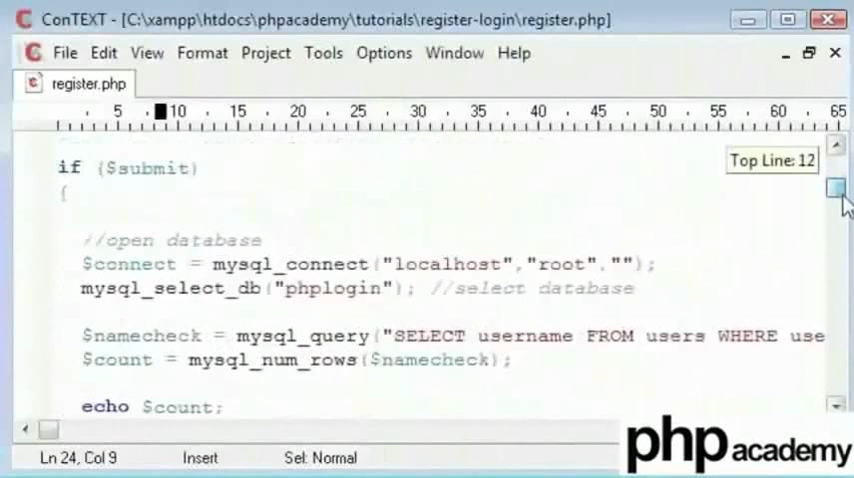 ConTEXT - [C:\xampp\htdocs\phpacademy\tutorials\register-login\register.php]
File Edit View Format Project Tools Options Window Help
register.php
5 10 15 20 25 30 35 40 45 50 55 60 65
if ($submit)
Top Line: 12
{
//open database
$connect = mysql_connect("localhost","root","");
mysql_select_db("phplogin"); //select database
$namecheck = mysql_query("SELECT username FROM users WHERE use
$count = mysql_num_rows($namecheck);
echo $count;
Ln 24, Col 9 Insert Sel: Normal
php academy